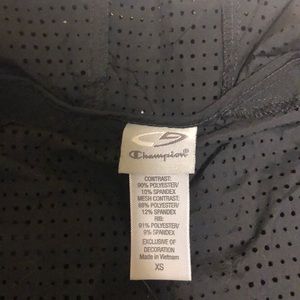 Champion®
CONTRAST:
90% POLYESTER/
10% SPANDEX
MESH CONTRAST:
88% POLYESTER/
12% SPANDEX
RIB:
91% POLYESTER/
9% SPANDEX
EXCLUSIVE OF
DECORATION
Made in Vietnam
XS